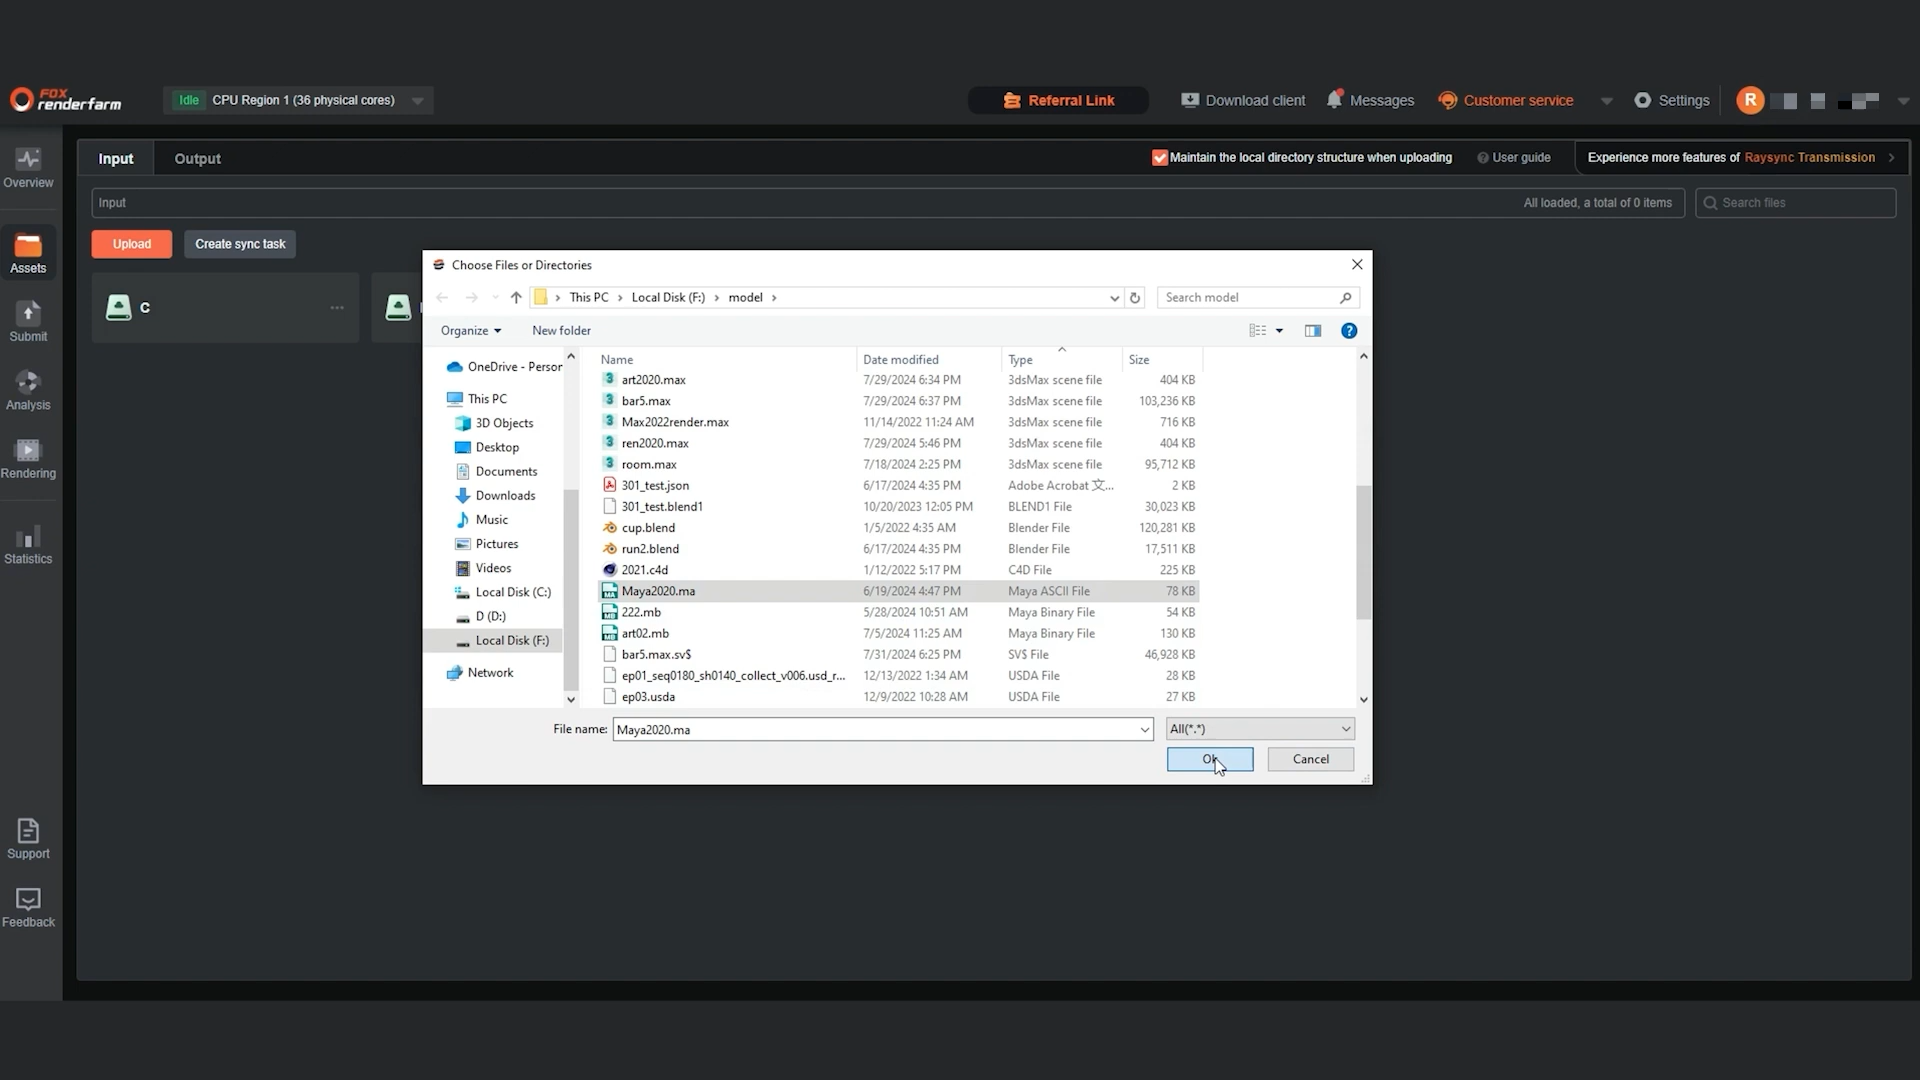 FOX renderfarm
Idle CPU Region 1 (36 physical cores)
Referral Link
Download client
Messages
Customer service
Settings
R
Overview
Assets
Submit
Analysis
Rendering
Statistics
Support
Feedback
Input Output
Maintain the local directory structure when uploading
User guide
Experience more features of Raysync Transmission
Input
All loaded, a total of 0 items
Search files
Upload Create sync task
C
Choose Files or Directories
This PC › Local Disk (F:) › model ›
Search model
Organize New folder
OneDrive - Person
This PC
3D Objects
Desktop
Documents
Downloads
Music
Pictures
Videos
Local Disk (C:)
D (D:)
Local Disk (F:)
Network
Name Date modified Type Size
art2020.max 7/29/2024 6:34 PM 3dsMax scene file 404 KB
bar5.max 7/29/2024 6:37 PM 3dsMax scene file 103,236 KB
Max2022render.max 11/14/2022 11:24 AM 3dsMax scene file 716 KB
ren2020.max 7/29/2024 5:46 PM 3dsMax scene file 404 KB
room.max 7/18/2024 2:25 PM 3dsMax scene file 95,712 KB
301_test.json 6/17/2024 4:35 PM Adobe Acrobat 文... 2 KB
301_test.blend1 10/20/2023 12:05 PM BLEND1 File 30,023 KB
cup.blend 1/5/2022 4:35 AM Blender File 120,281 KB
run2.blend 6/17/2024 4:35 PM Blender File 17,511 KB
2021.c4d 1/12/2022 5:17 PM C4D File 225 KB
Maya2020.ma 6/19/2024 4:47 PM Maya ASCII File 78 KB
222.mb 5/28/2024 10:51 AM Maya Binary File 54 KB
art02.mb 7/5/2024 11:25 AM Maya Binary File 130 KB
bar5.max.sv$ 7/31/2024 6:25 PM SV$ File 46,928 KB
ep01_seq0180_sh0140_collect_v006.usd_r... 12/13/2022 1:34 AM USDA File 28 KB
ep03.usda 12/9/2022 10:28 AM USDA File 27 KB
File name: Maya2020.ma
All(*.*)
Ok Cancel